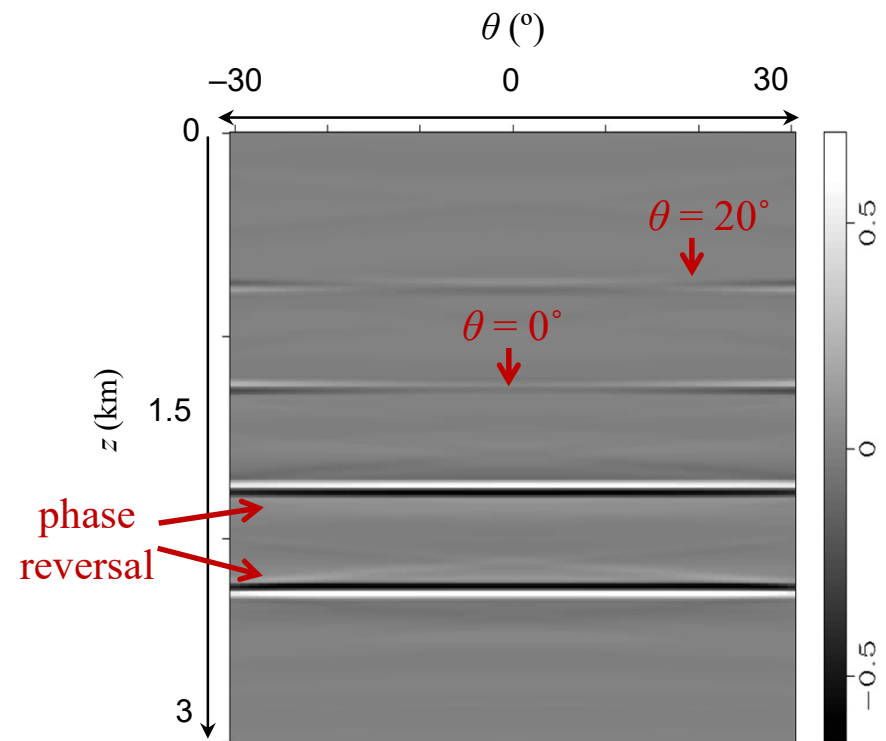 θ (º)
–30 0 30
0
θ = 20˚
0.5
θ = 0˚
z (km)
1.5
0
phase
reversal
−0.5
3